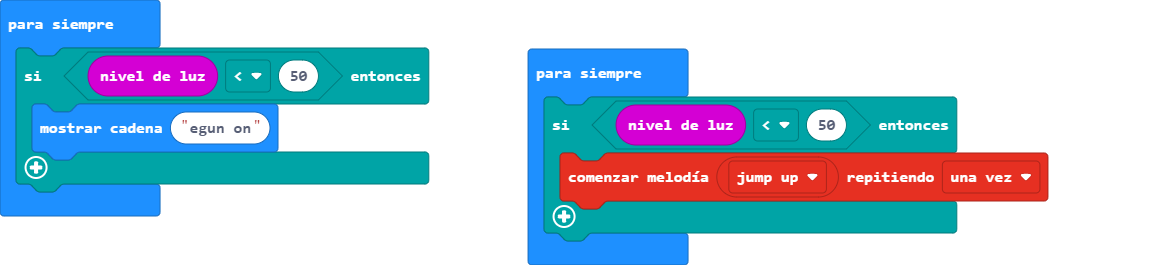 para siempre
si nivel de luz < 50 entonces
mostrar cadena "egun on"
para siempre
si nivel de luz < 50 entonces
comenzar melodía jump up repitiendo una vez